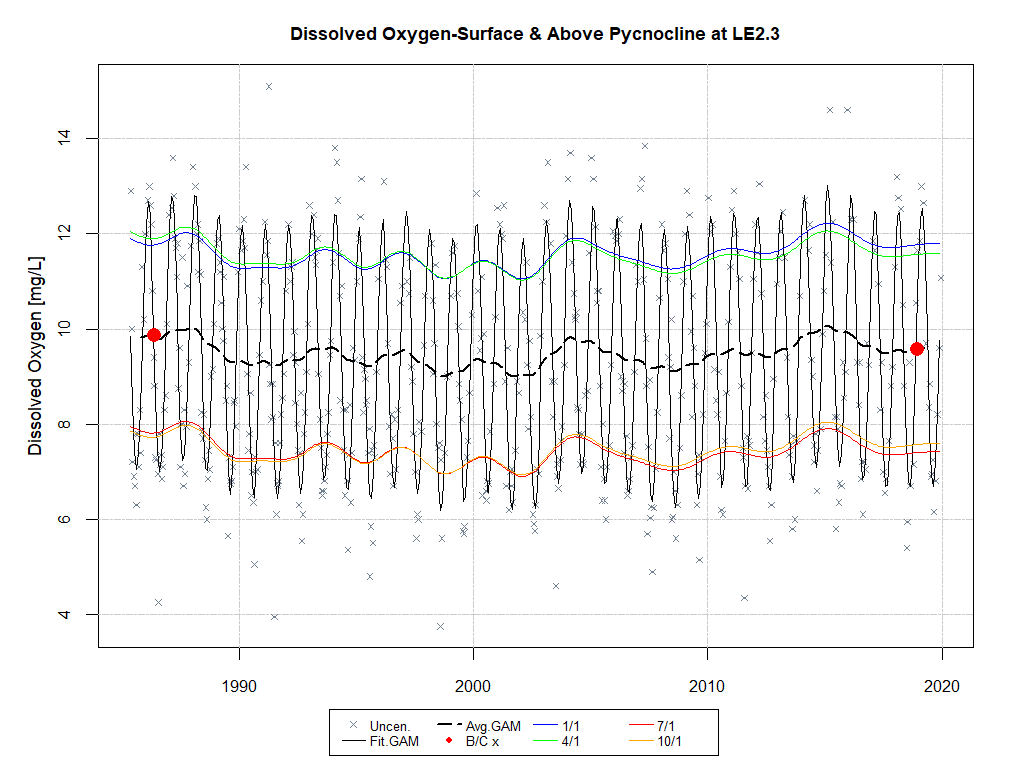 Dissolved Oxygen-Surface & Above Pycnocline at LE2.3
Dissolved Oxygen [mg/L]
14
12
10
8
6
4
1990 2000 2010 2020
Uncen. Avg.GAM 1/1 7/1
Fit.GAM B/C x 4/1 10/1